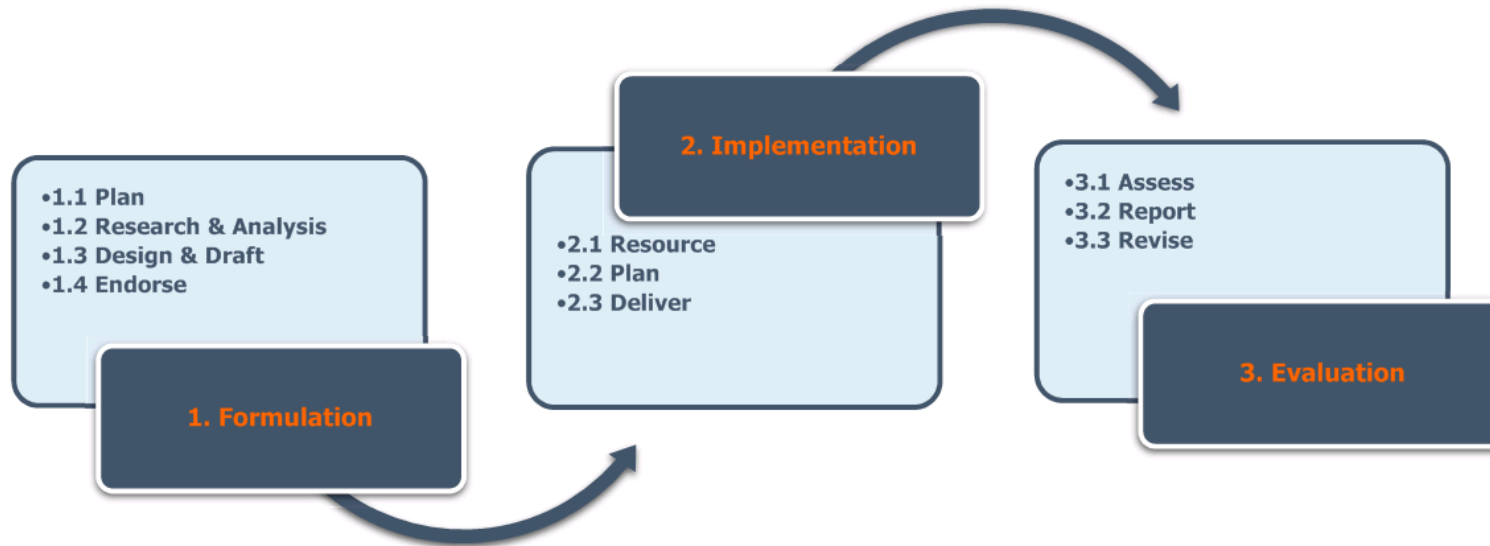 •1.1 Plan
•1.2 Research & Analysis
•1.3 Design & Draft
•1.4 Endorse
1. Formulation
2. Implementation
•2.1 Resource
•2.2 Plan
•2.3 Deliver
•3.1 Assess
•3.2 Report
•3.3 Revise
3. Evaluation